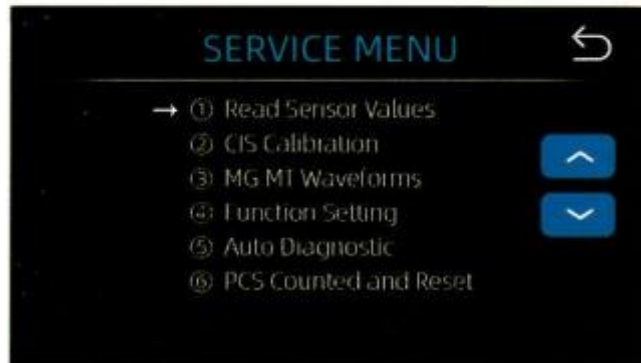 SERVICE MENU
→ ① Read Sensor Values
② CIS Calibration
③ MG MT Waveforms
④ Function Setting
⑤ Auto Diagnostic
⑥ PCS Counted and Reset